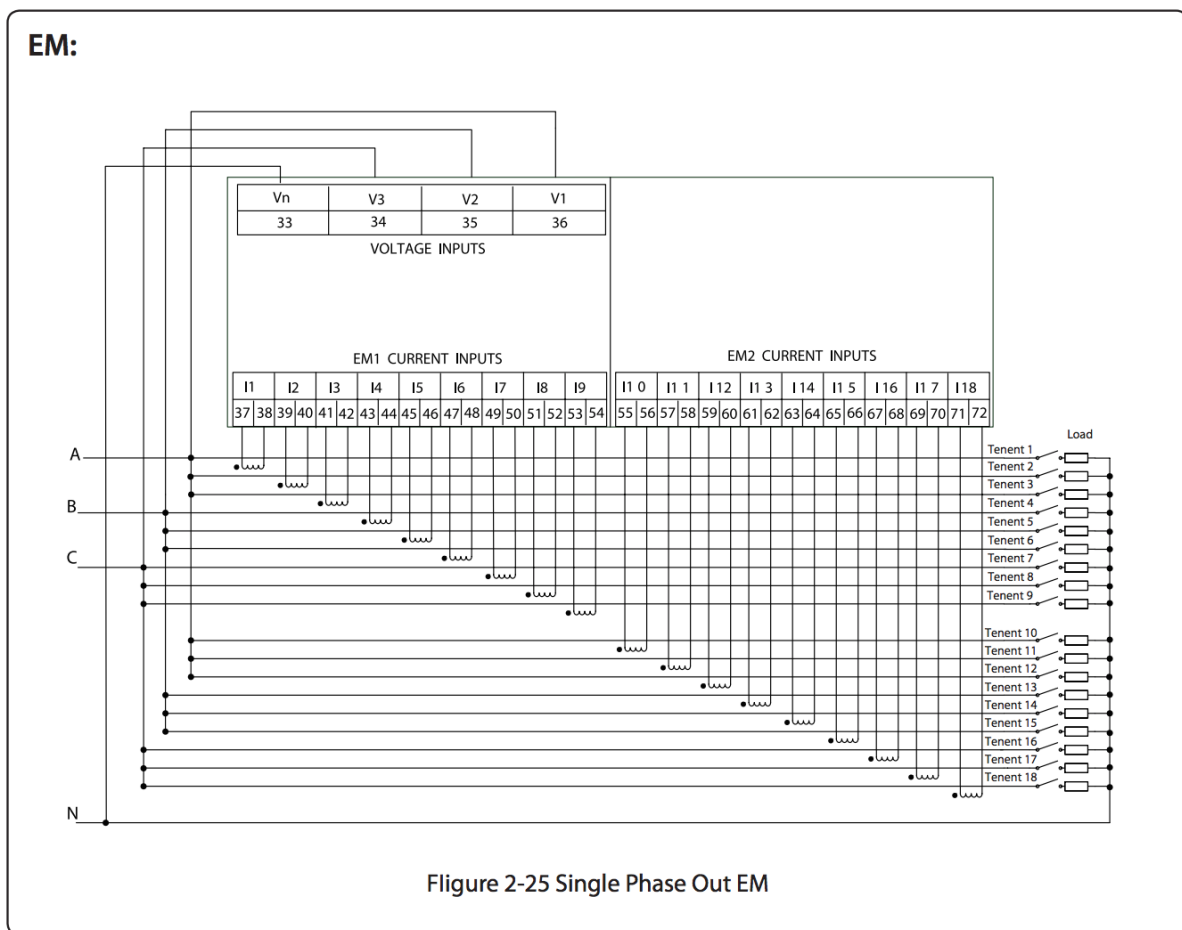 EM:
Vn V3 V2 V1
33 34 35 36
VOLTAGE INPUTS
EM1 CURRENT INPUTS
I1 I2 I3 I4 I5 I6 I7 I8 I9
37 38 39 40 41 42 43 44 45 46 47 48 49 50 51 52 53 54
EM2 CURRENT INPUTS
I1 0 I1 1 I12 I1 3 I14 I1 5 I16 I1 7 I18
55 56 57 58 59 60 61 62 63 64 65 66 67 68 69 70 71 72
Load
A
B
C
N
Tenent 1
Tenent 2
Tenent 3
Tenent 4
Tenent 5
Tenent 6
Tenent 7
Tenent 8
Tenent 9
Tenent 10
Tenent 11
Tenent 12
Tenent 13
Tenent 14
Tenent 15
Tenent 16
Tenent 17
Tenent 18
Fligure 2-25 Single Phase Out EM